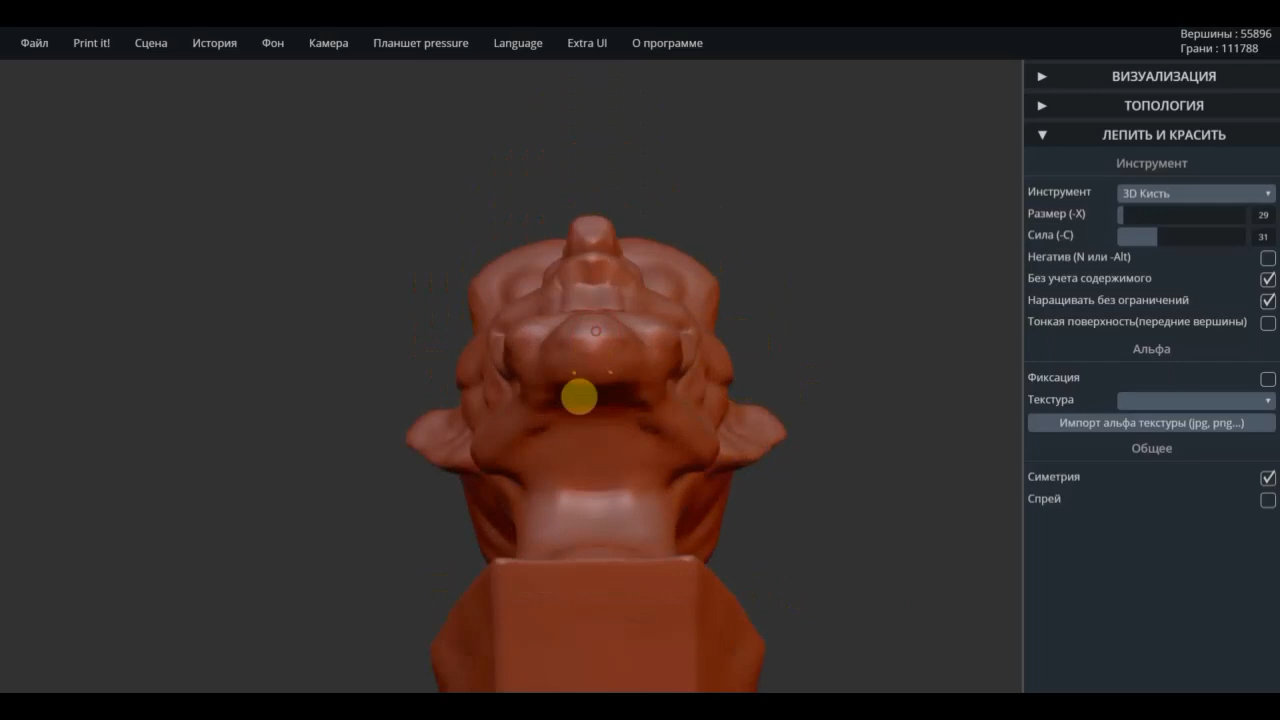 Файл Print it! Сцена История Фон Камера Планшет pressure Language Extra UI О программе
Вершины : 55896
Грани : 111788
ВИЗУАЛИЗАЦИЯ
ТОПОЛОГИЯ
ЛЕПИТЬ И КРАСИТЬ
Инструмент
Инструмент 3D Кисть
Размер (-X) 29
Сила (-C) 31
Негатив (N или -Alt)
Без учета содержимого
Наращивать без ограничений
Тонкая поверхность(передние вершины)
Альфа
Фиксация
Текстура
Импорт альфа текстуры (jpg, png...)
Общее
Симетрия
Спрей